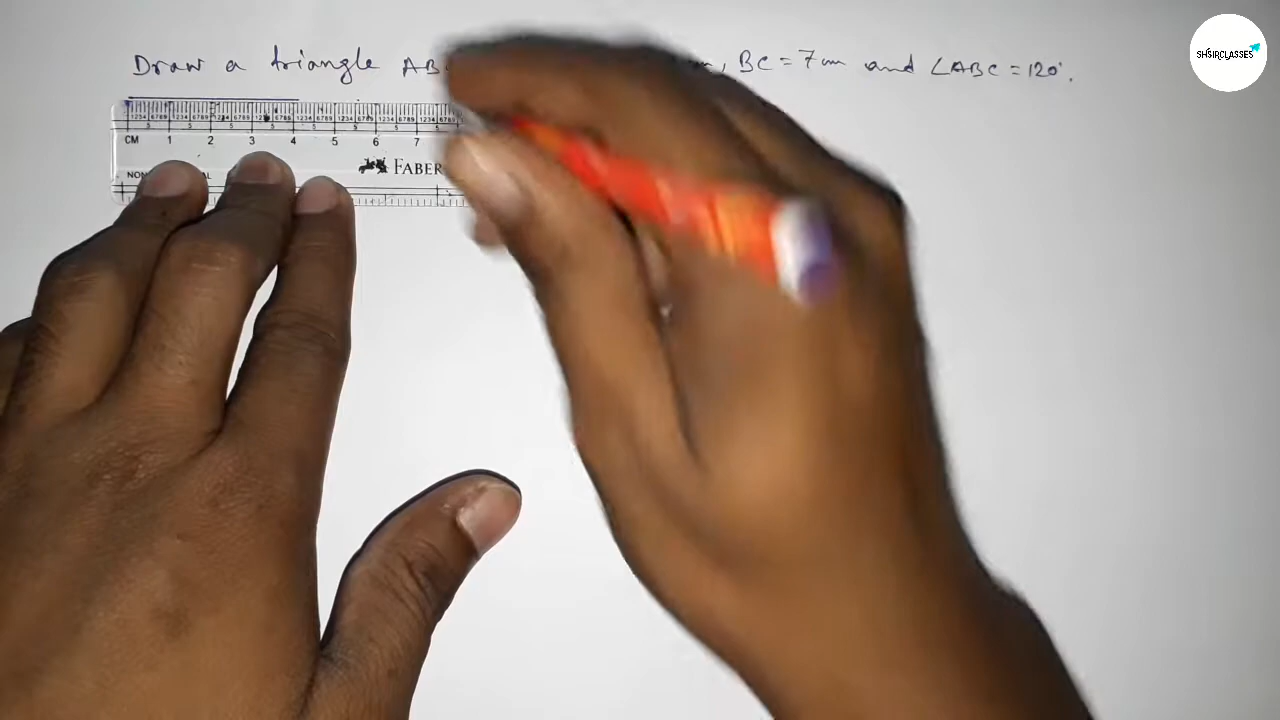 Draw a triangle AB m, BC = 7cm and ∠ABC = 120°.
SHSIRCLASSES
CM 1 2 3 4 5 6 7
FABER